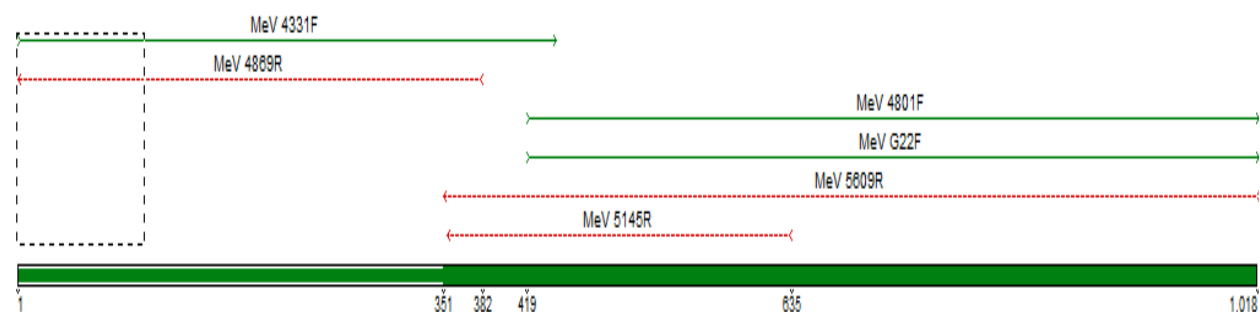 MeV 4331F
MeV 4869R
MeV 4801F
MeV G22F
MeV 5609R
MeV 5145R
1 351 382 419 635 1,018